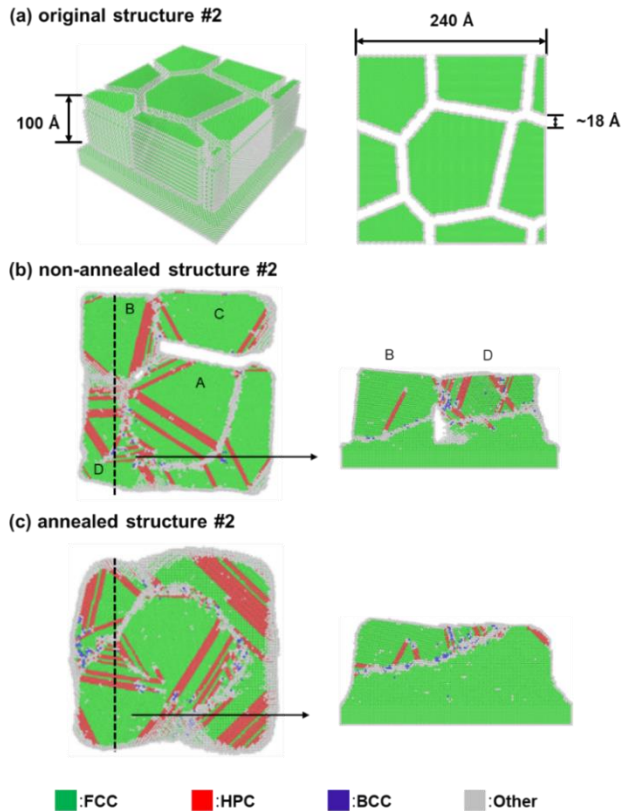 (a) original structure #2
240 Å
100 Å
~18 Å
(b) non-annealed structure #2
B
C
A
D
B
D
(c) annealed structure #2
:FCC
:HPC
:BCC
:Other